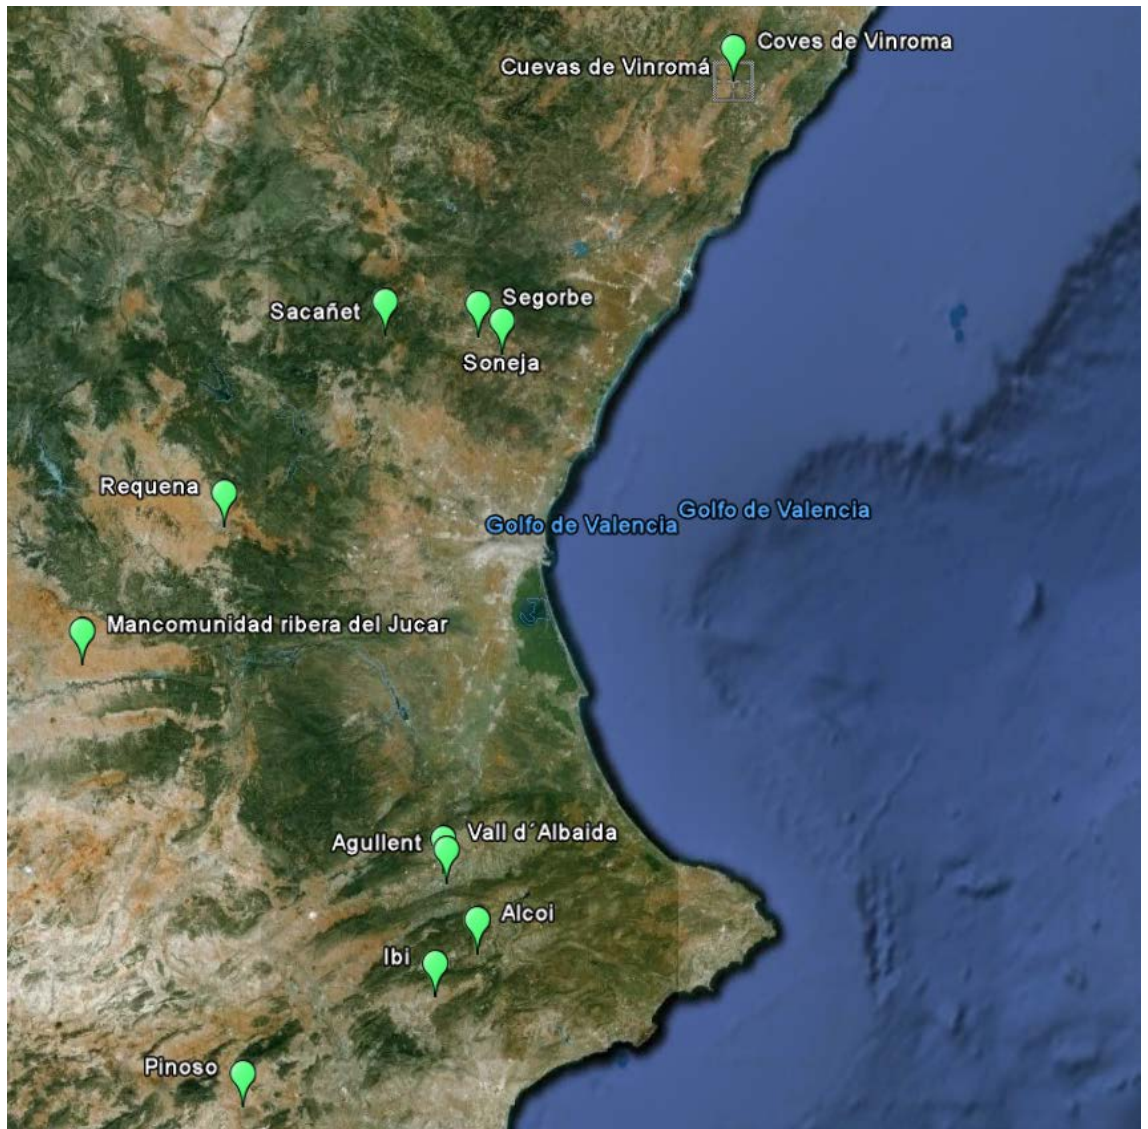 Coves de Vinroma
Cuevas de Vinromá
Segorbe
Sacañet
Soneja
Requena
Golfo de Valencia
Golfo de Valencia
Mancomunidad ribera del Jucar
Vall d´Albaida
Agullent
Alcoi
Ibi
Pinoso